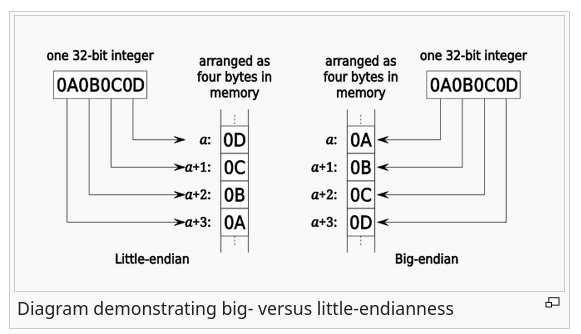 one 32-bit integer
0A0B0C0D
arranged as
four bytes in
memory
a: 0D
a+1: 0C
a+2: 0B
a+3: 0A
Little-endian
arranged as
four bytes in
memory
one 32-bit integer
0A0B0C0D
a: 0A
a+1: 0B
a+2: 0C
a+3: 0D
Big-endian
Diagram demonstrating big- versus little-endianness